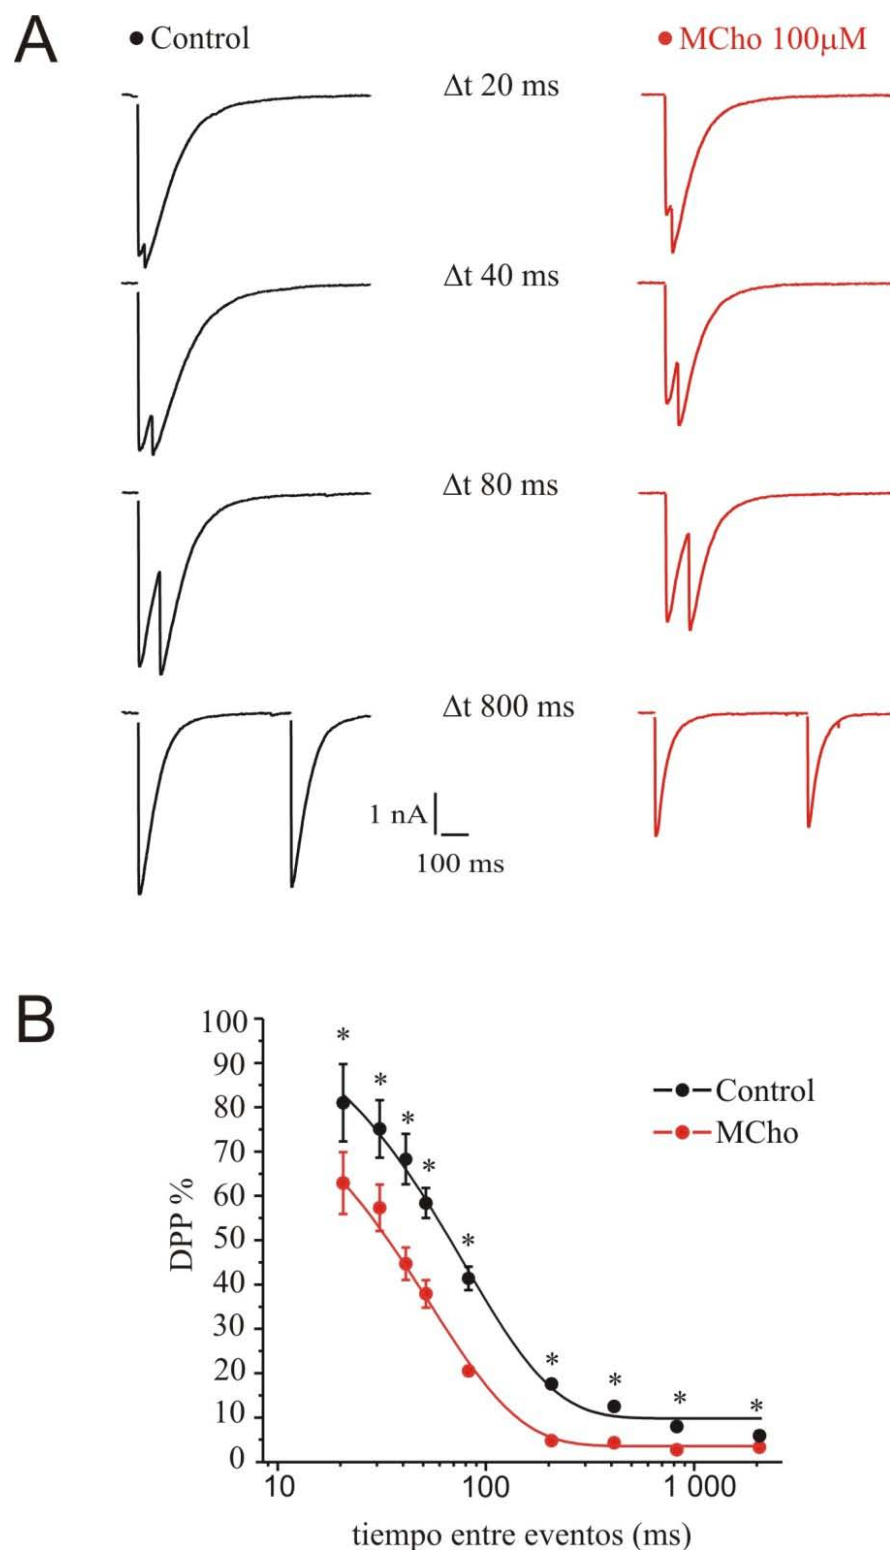 A
Control
MCho 100μM
Δt 20 ms
Δt 40 ms
Δt 80 ms
Δt 800 ms
1 nA
100 ms
B
100
90
80
70
60
50
40
30
20
10
0
DPP %
* * * * * * * * *
Control
MCho
10 100 1 000
tiempo entre eventos (ms)